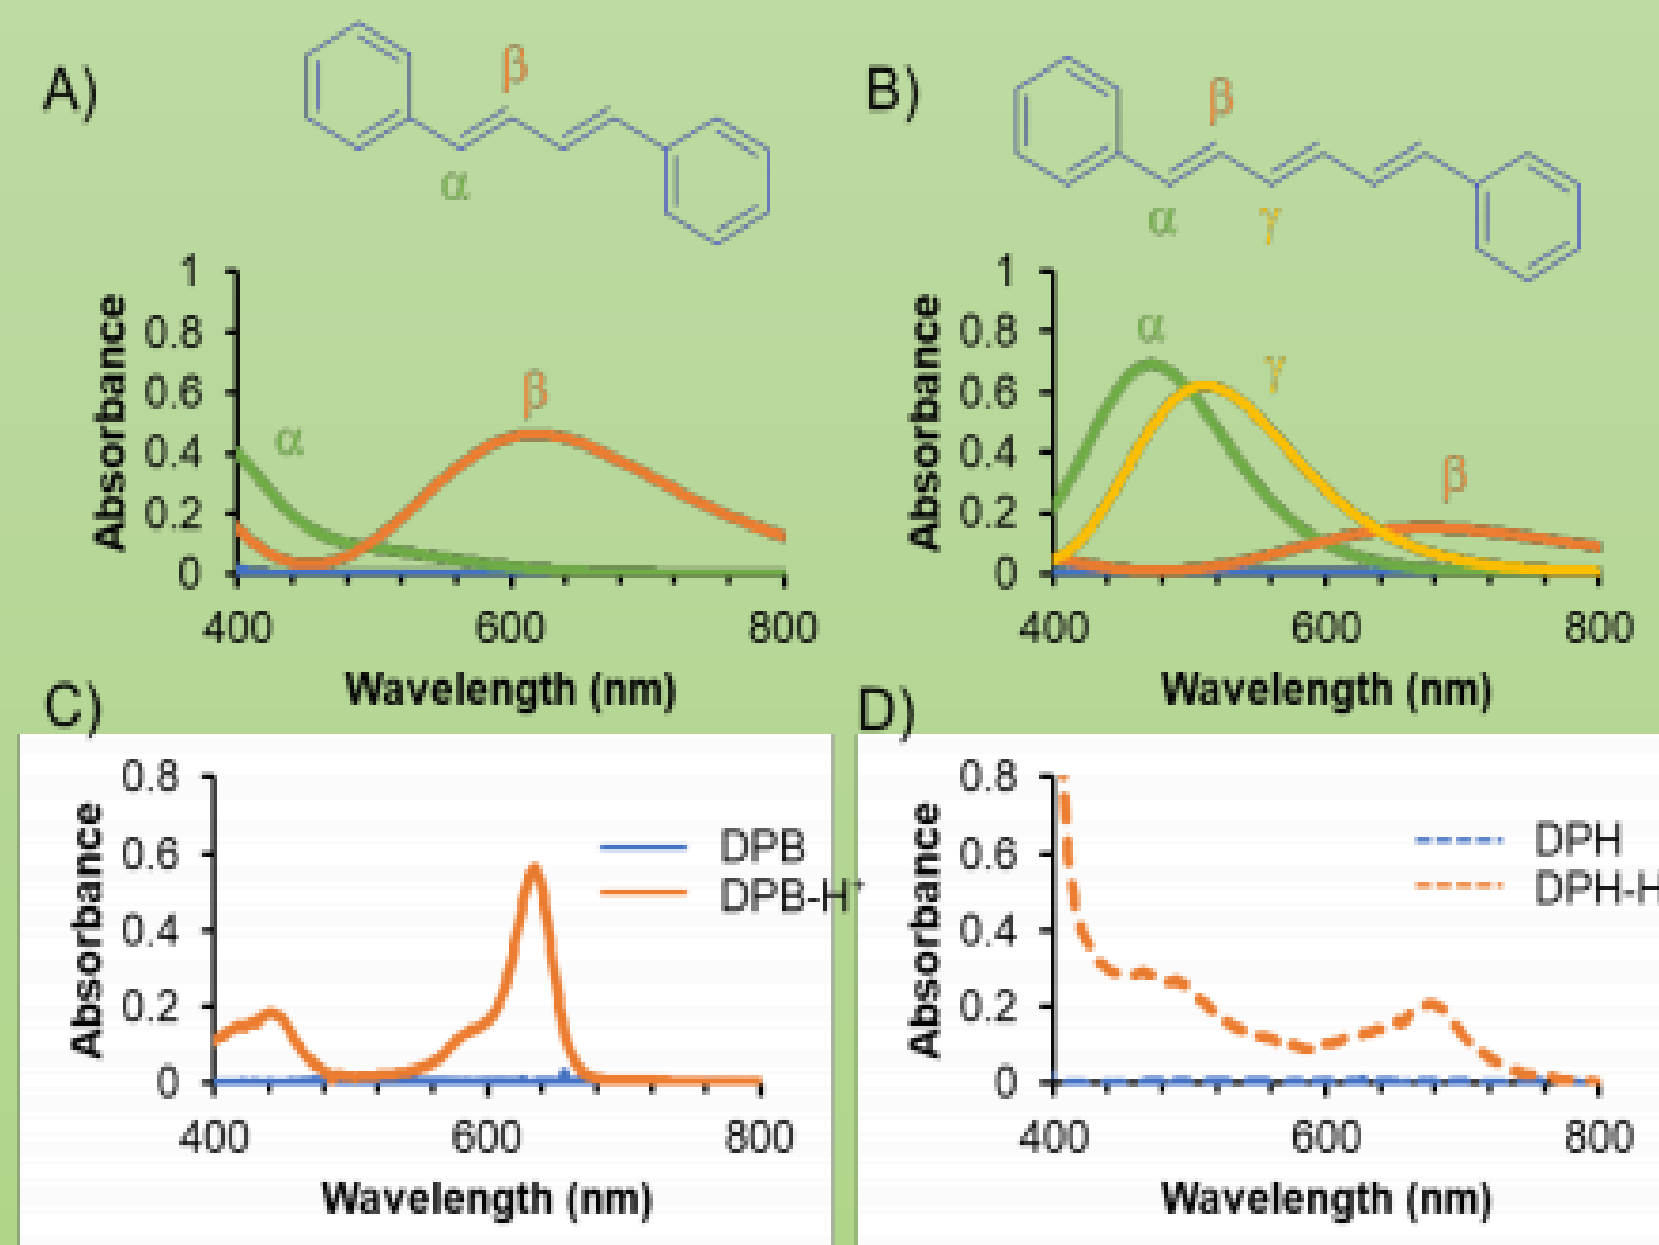 A)
β
α
1
0.8
0.6
0.4
0.2
0
Absorbance
α
β
400 600 800
Wavelength (nm)
B)
β
α γ
1
0.8
0.6
0.4
0.2
0
Absorbance
α
γ
β
400 600 800
Wavelength (nm)
C)
0.8
0.6
0.4
0.2
0
Absorbance
DPB
DPB-H+
400 600 800
Wavelength (nm)
D)
0.8
0.6
0.4
0.2
0
Absorbance
DPH
DPH-H
400 600 800
Wavelength (nm)